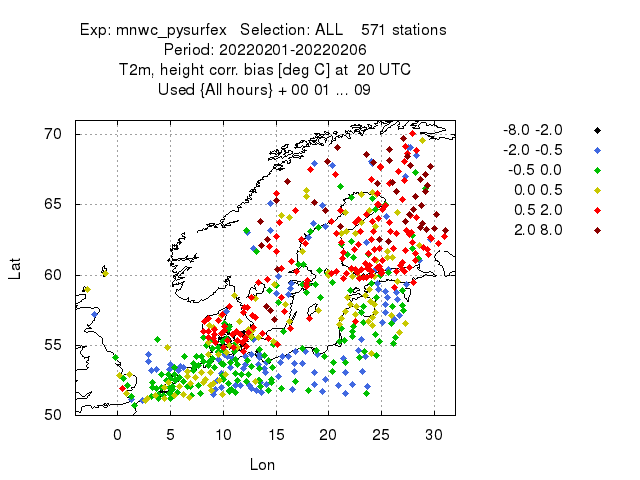 Exp: mnwc_pysurfex   Selection: ALL    571 stations
Period: 20220201-20220206
T2m, height corr. bias [deg C] at  20 UTC
Used {All hours} + 00 01 ... 09
-8.0 -2.0
-2.0 -0.5
-0.5 0.0
0.0 0.5
0.5 2.0
2.0 8.0
70
65
60
55
50
Lat
0 5 10 15 20 25 30
Lon